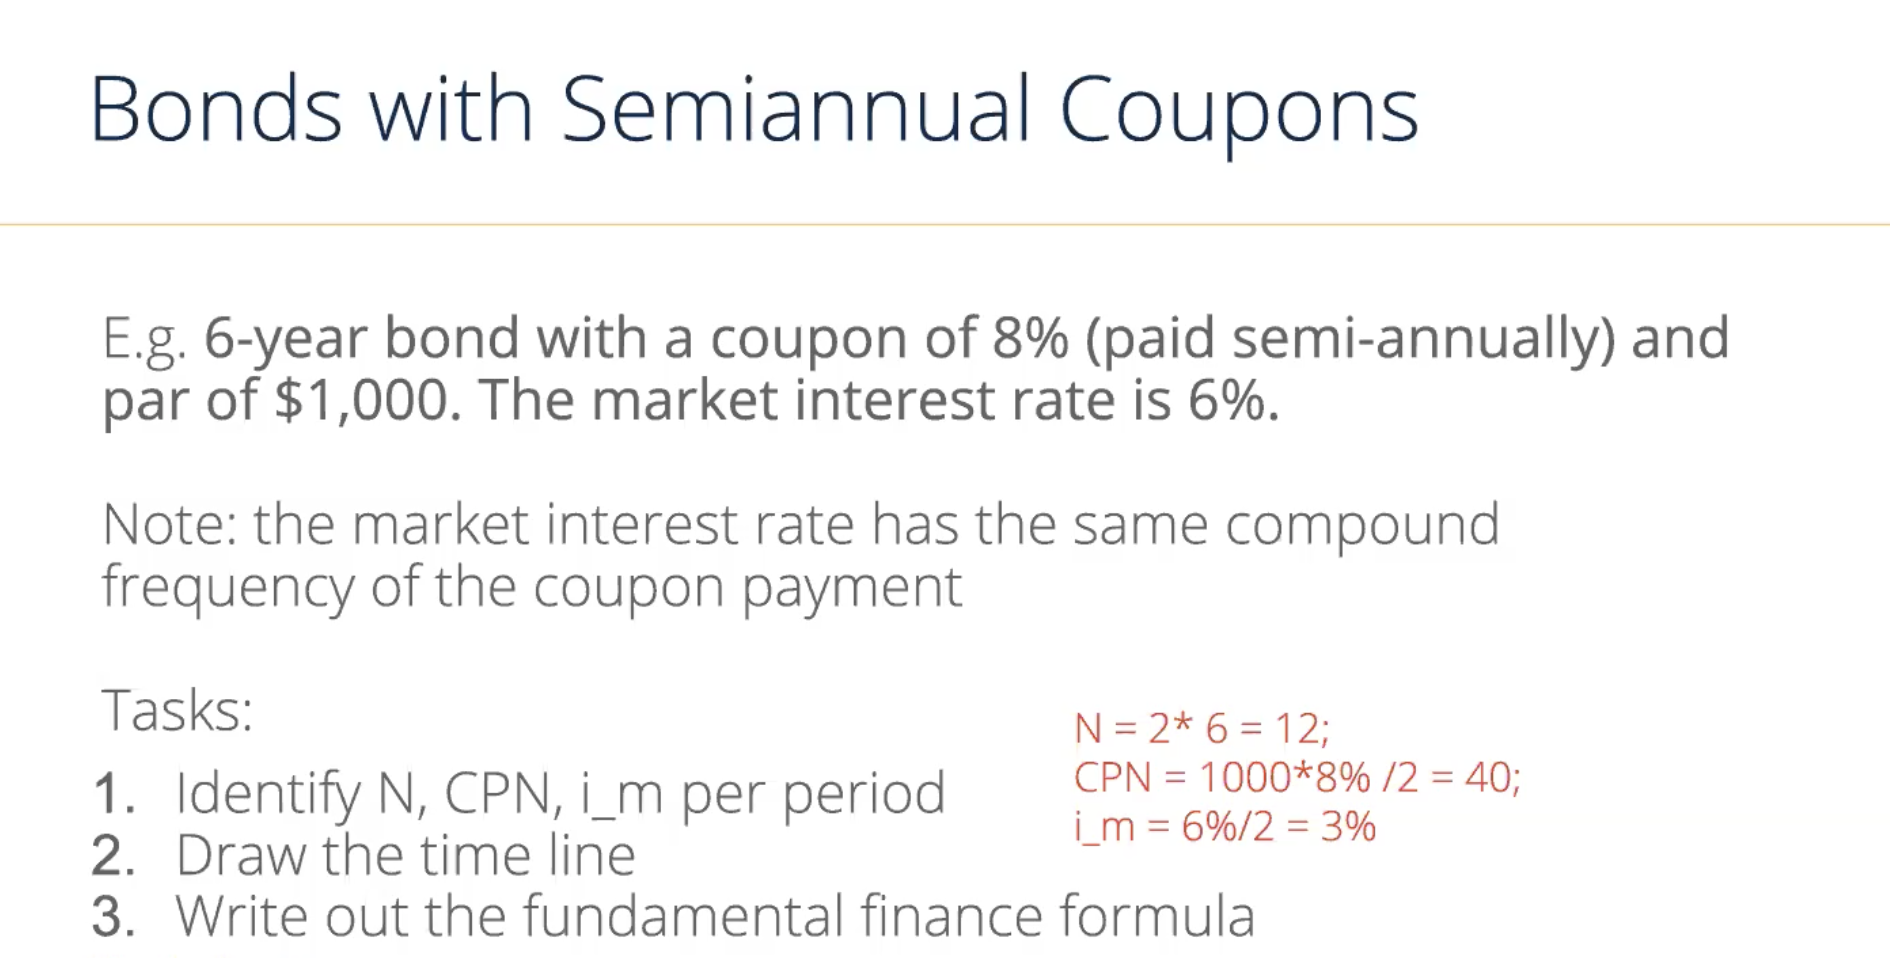 Bonds with Semiannual Coupons
E.g. 6-year bond with a coupon of 8% (paid semi-annually) and
par of $1,000. The market interest rate is 6%.
Note: the market interest rate has the same compound
frequency of the coupon payment
Tasks:
1. Identify N, CPN, i_m per period
2. Draw the time line
3. Write out the fundamental finance formula
N = 2* 6 = 12;
CPN = 1000*8% /2 = 40;
i_m = 6%/2 = 3%